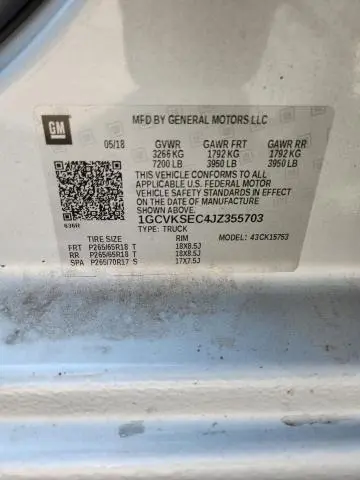 GM
MFD BY GENERAL MOTORS LLC
05/18 GVWR GAWR FRT GAWR RR
3266 KG 1792 KG 1792 KG
7200 LB 3950 LB 3950 LB
THIS VEHICLE CONFORMS TO ALL
APPLICABLE U.S. FEDERAL MOTOR
VEHICLE SAFETY STANDARDS IN EFFECT
ON THE DATE OF MANUFACTURE SHOWN ABOVE.
1GCVKSEC4JZ355703
636R TYPE: TRUCK MODEL: 43CK15753
TIRE SIZE RIM
FRT P265/65R18 T 18X8.5J
RR P265/65R18 T 18X8.5J
SPA P265/70R17 S 17X7.5J